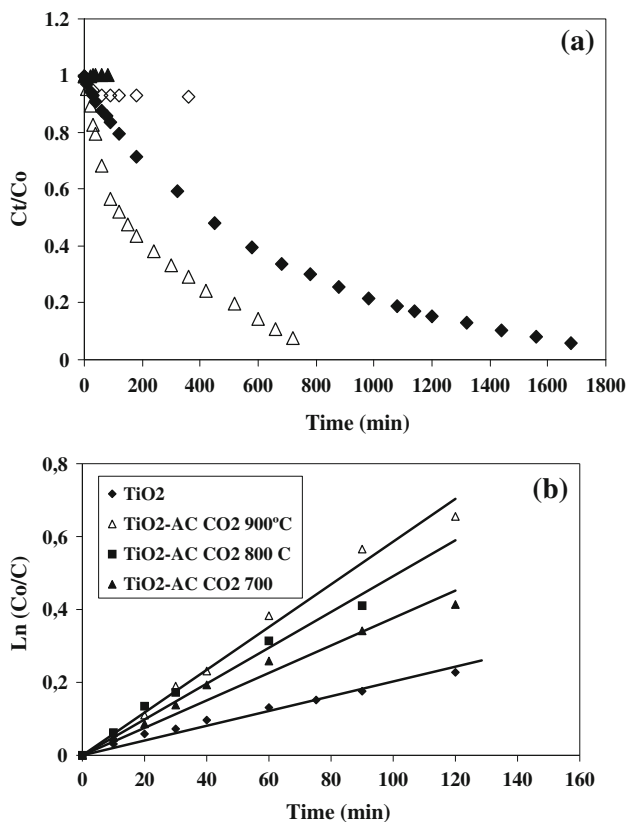 (a)
1.2
1
0.8
0.6
0.4
0.2
0
Ct/Co
0 200 400 600 800 1000 1200 1400 1600 1800
Time (min)
(b)
0,8
0,6
0,4
0,2
0
Ln (Co/C)
TiO2
TiO2-AC CO2 900ºC
TiO2-AC CO2 800 C
TiO2-AC CO2 700
0 20 40 60 80 100 120 140 160
Time (min)